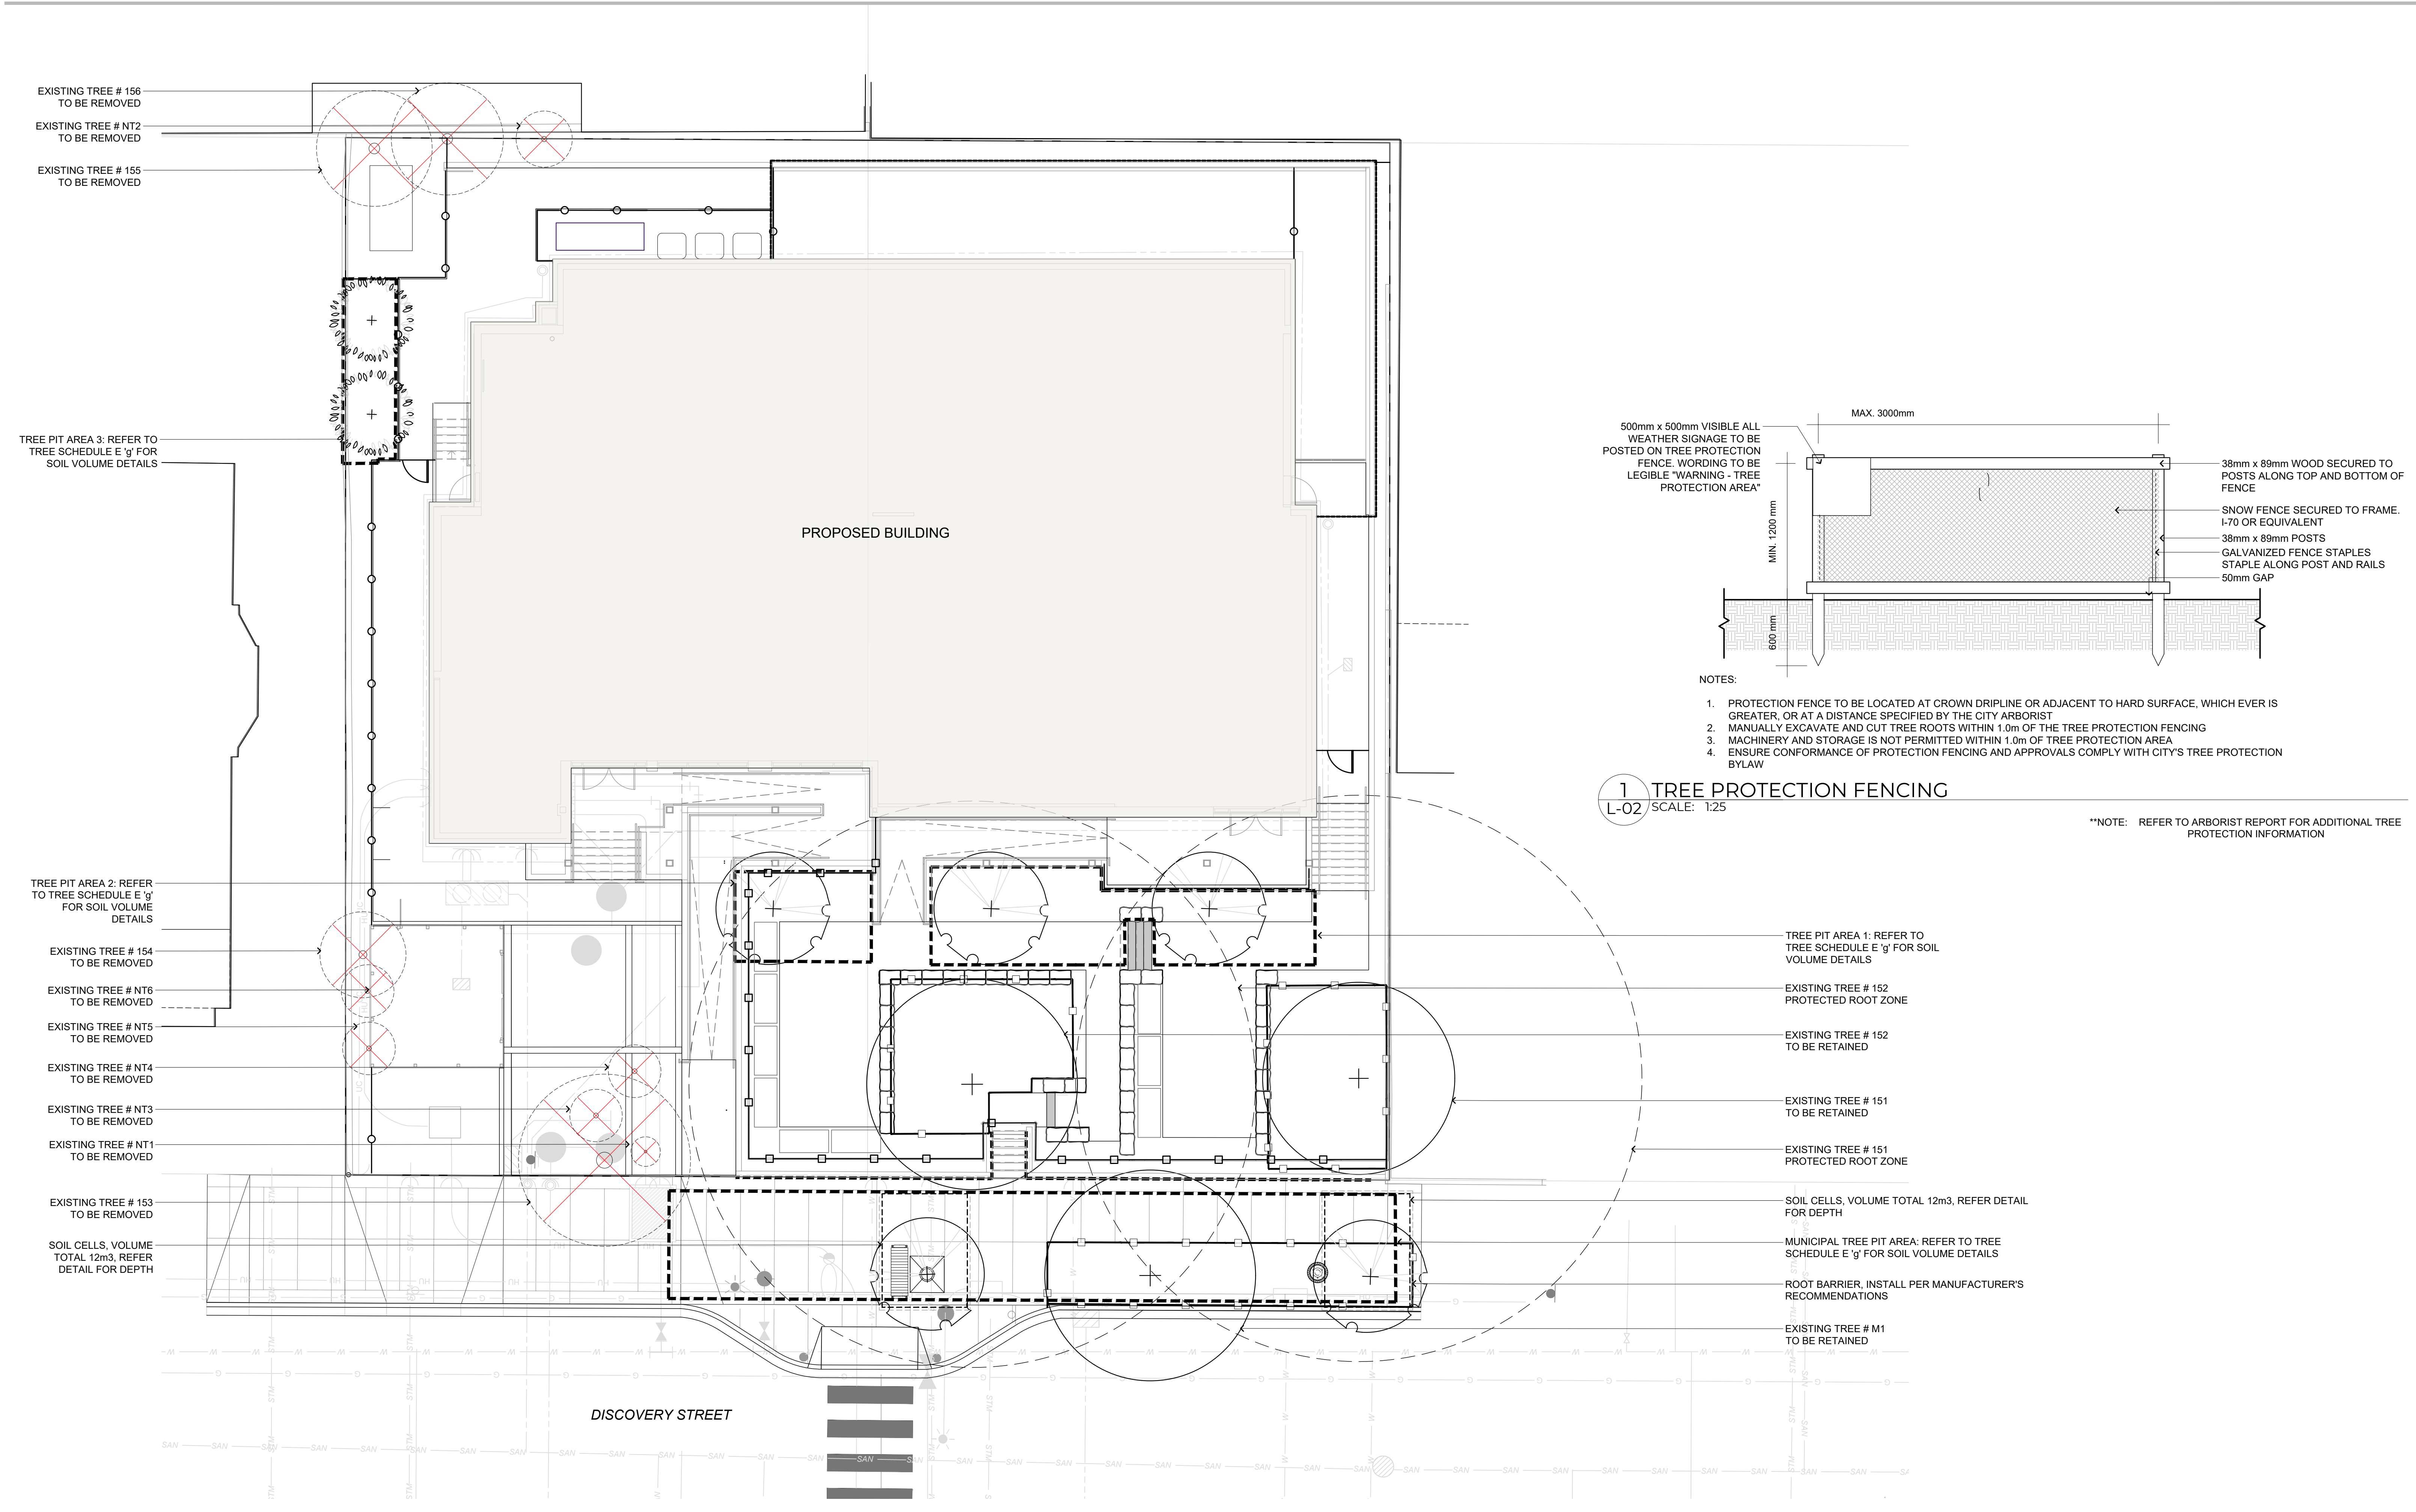 EXISTING TREE # 156
TO BE REMOVED
EXISTING TREE # NT2
TO BE REMOVED
EXISTING TREE # 155
TO BE REMOVED
TREE PIT AREA 3: REFER TO
TREE SCHEDULE E 'g' FOR
SOIL VOLUME DETAILS
PROPOSED BUILDING
TREE PIT AREA 2: REFER
TO TREE SCHEDULE E 'g'
FOR SOIL VOLUME
DETAILS
EXISTING TREE # 154
TO BE REMOVED
EXISTING TREE # NT6
TO BE REMOVED
EXISTING TREE # NT5
TO BE REMOVED
EXISTING TREE # NT4
TO BE REMOVED
EXISTING TREE # NT3
TO BE REMOVED
EXISTING TREE # NT1
TO BE REMOVED
EXISTING TREE # 153
TO BE REMOVED
SOIL CELLS, VOLUME
TOTAL 12m3, REFER
DETAIL FOR DEPTH
DISCOVERY STREET
MAX. 3000mm
500mm x 500mm VISIBLE ALL
WEATHER SIGNAGE TO BE
POSTED ON TREE PROTECTION
FENCE. WORDING TO BE
LEGIBLE "WARNING - TREE
PROTECTION AREA"
MIN. 1200 mm
600 mm
38mm x 89mm WOOD SECURED TO
POSTS ALONG TOP AND BOTTOM OF
FENCE
SNOW FENCE SECURED TO FRAME.
I-70 OR EQUIVALENT
38mm x 89mm POSTS
GALVANIZED FENCE STAPLES
STAPLE ALONG POST AND RAILS
50mm GAP
NOTES:
1. PROTECTION FENCE TO BE LOCATED AT CROWN DRIPLINE OR ADJACENT TO HARD SURFACE, WHICH EVER IS
GREATER, OR AT A DISTANCE SPECIFIED BY THE CITY ARBORIST
2. MANUALLY EXCAVATE AND CUT TREE ROOTS WITHIN 1.0m OF THE TREE PROTECTION FENCING
3. MACHINERY AND STORAGE IS NOT PERMITTED WITHIN 1.0m OF TREE PROTECTION AREA
4. ENSURE CONFORMANCE OF PROTECTION FENCING AND APPROVALS COMPLY WITH CITY'S TREE PROTECTION
BYLAW
1 TREE PROTECTION FENCING
L-02 SCALE: 1:25
**NOTE: REFER TO ARBORIST REPORT FOR ADDITIONAL TREE
PROTECTION INFORMATION
TREE PIT AREA 1: REFER TO
TREE SCHEDULE E 'g' FOR SOIL
VOLUME DETAILS
EXISTING TREE # 152
PROTECTED ROOT ZONE
EXISTING TREE # 152
TO BE RETAINED
EXISTING TREE # 151
TO BE RETAINED
EXISTING TREE # 151
PROTECTED ROOT ZONE
SOIL CELLS, VOLUME TOTAL 12m3, REFER DETAIL
FOR DEPTH
MUNICIPAL TREE PIT AREA: REFER TO TREE
SCHEDULE E 'g' FOR SOIL VOLUME DETAILS
ROOT BARRIER, INSTALL PER MANUFACTURER'S
RECOMMENDATIONS
EXISTING TREE # M1
TO BE RETAINED